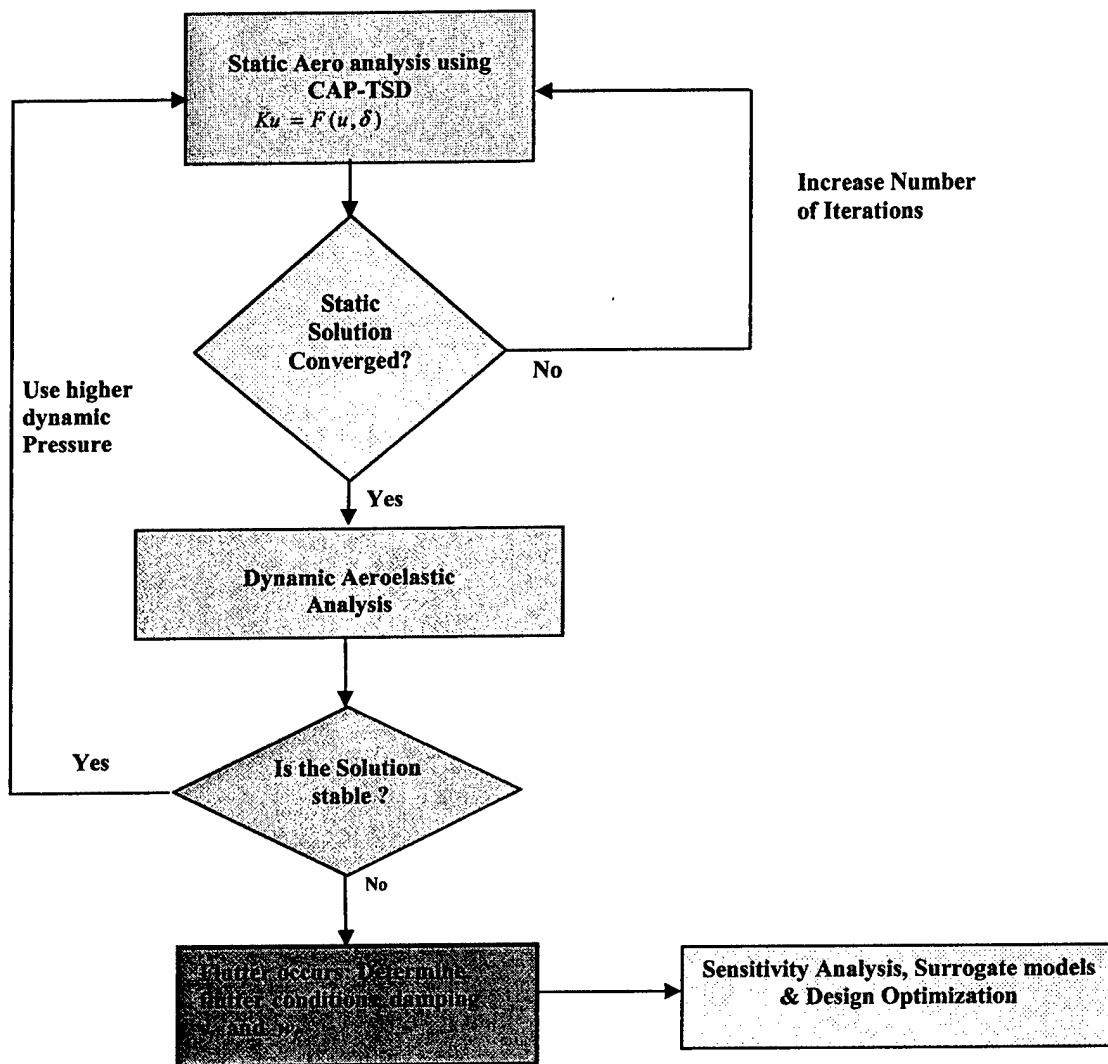 Static Aero analysis using
CAP-TSD
Ku = F(u, δ)
Increase Number
of Iterations
Static
Solution
Converged?
No
Use higher
dynamic
Pressure
Yes
Dynamic Aeroelastic
Analysis
Yes
Is the Solution
stable ?
No
Flutter occurs: Determine
flutter conditions, damping
and
Sensitivity Analysis, Surrogate models
& Design Optimization